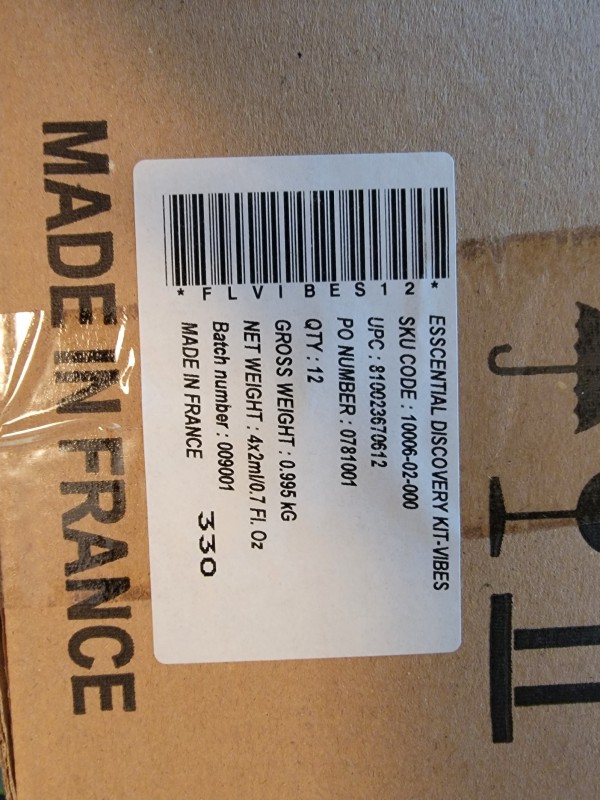 *FLVIBES12*
ESSCENTIAL DISCOVERY KIT-VIBES
SKU CODE : 10006-02-000
UPC : 810023670612
PO NUMBER : 0781001
QTY : 12
GROSS WEIGHT : 0.995 KG
NET WEIGHT : 4x2ml/0.7 Fl. Oz
Batch number : 009001
MADE IN FRANCE
330
MADE IN FRANCE